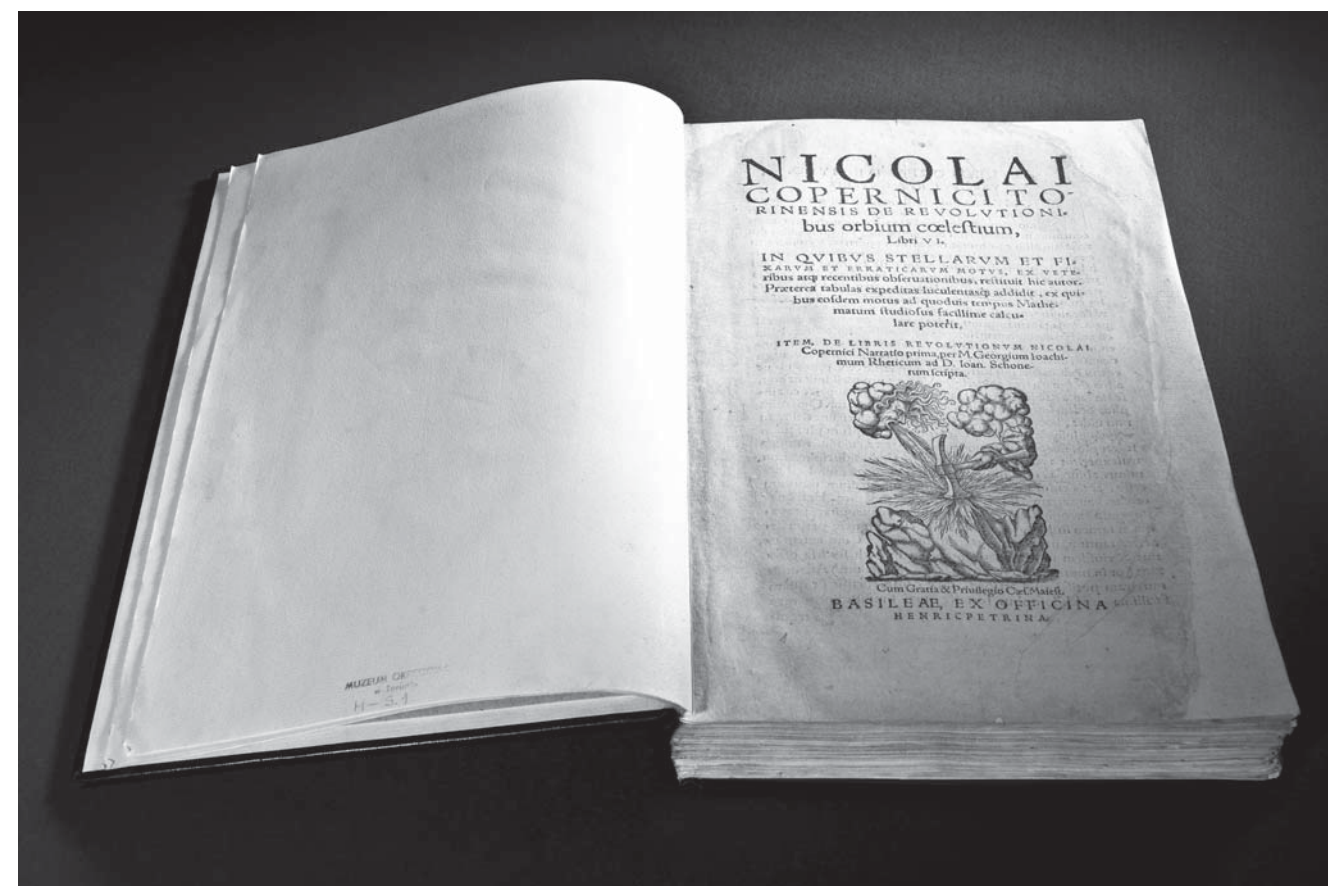 MUZEUM
H-S.4
NICOLAI
COPERNICI TO-
RINENSIS DE REVOLVTIONI-
bus orbium cœleſtium,
Libri VI.
IN QVIBVS STELLARVM ET FI-
XARVM ET ERRATICARVM MOTVS, EX VETE-
ribus atq; recentibus obſeruationibus, reſtituit hic autor.
Præterea tabulas expeditas luculentasq́; addidit, ex qui-
bus eoſdem motus ad quoduis tempus Mathe-
matum ſtudioſus facillime calcu-
lare poterit.
ITEM, DE LIBRIS REVOLVTIONVM NICOLAI
Copernici Narratio prima, per M. Georgium Ioachi-
mum Rheticum ad D. Ioan. Schone-
rum ſcripta.
Cum Gratia & Priuilegio Cæſ. Maieſt.
BASILEAE, EX OFFICINA
HENRICPETRINA.